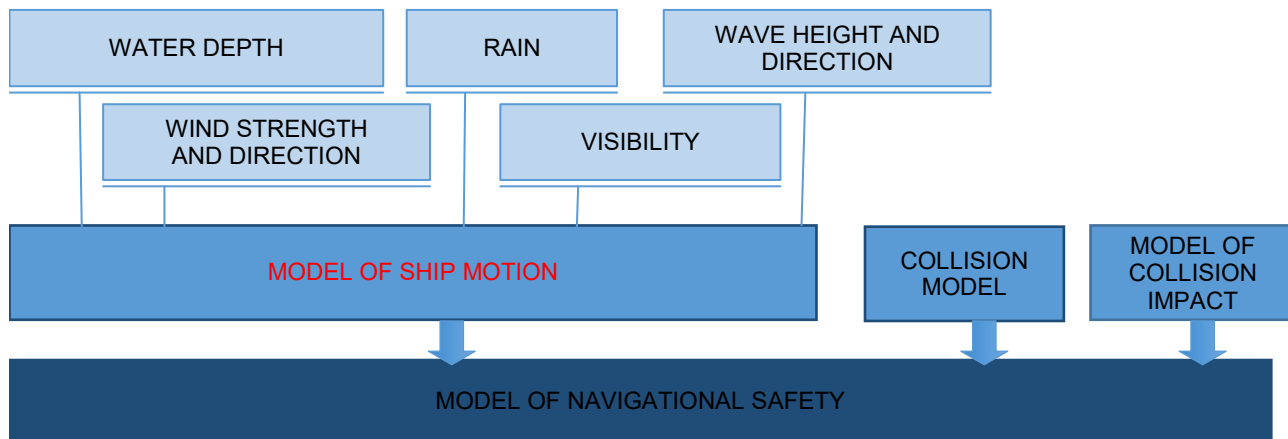 WATER DEPTH
RAIN
WAVE HEIGHT AND
DIRECTION
WIND STRENGTH
AND DIRECTION
VISIBILITY
MODEL OF SHIP MOTION
COLLISION
MODEL
MODEL OF
COLLISION
IMPACT
MODEL OF NAVIGATIONAL SAFETY